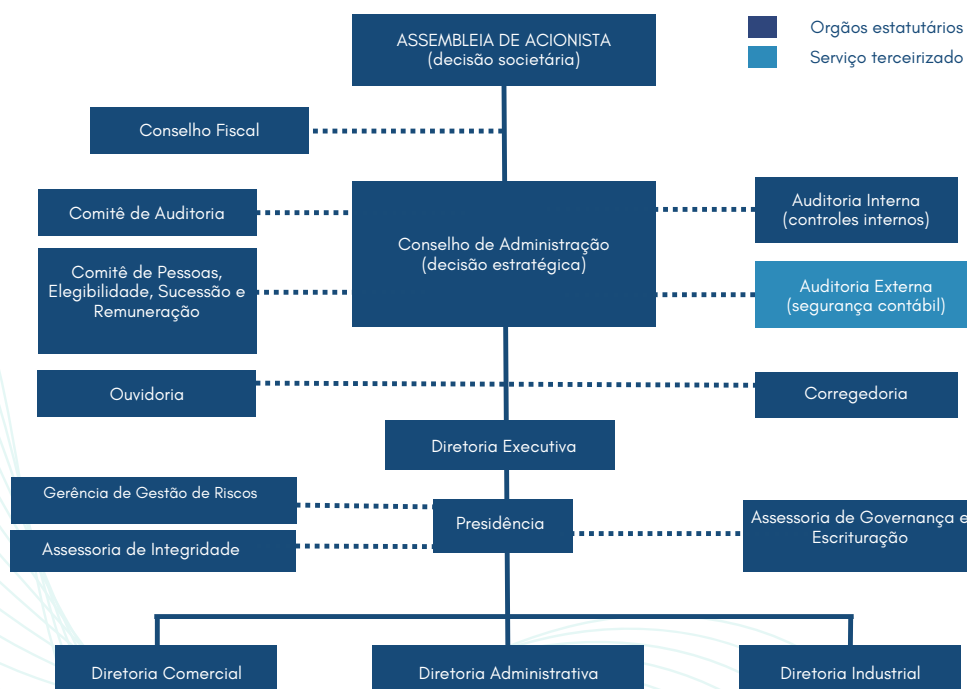 ASSEMBLEIA DE ACIONISTA
(decisão societária)
Orgãos estatutários
Serviço terceirizado
Conselho Fiscal
Comitê de Auditoria
Conselho de Administração
(decisão estratégica)
Auditoria Interna
(controles internos)
Comitê de Pessoas,
Elegibilidade, Sucessão e
Remuneração
Auditoria Externa
(segurança contábil)
Ouvidoria
Corregedoria
Diretoria Executiva
Gerência de Gestão de Riscos
Presidência
Assessoria de Governança e
Escrituração
Assessoria de Integridade
Diretoria Comercial
Diretoria Administrativa
Diretoria Industrial